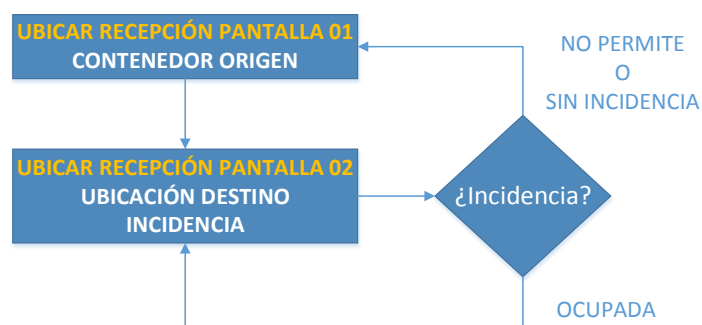 UBICAR RECEPCIÓN PANTALLA 01
CONTENEDOR ORIGEN
NO PERMITE
O
SIN INCIDENCIA
UBICAR RECEPCIÓN PANTALLA 02
UBICACIÓN DESTINO
INCIDENCIA
¿Incidencia?
OCUPADA